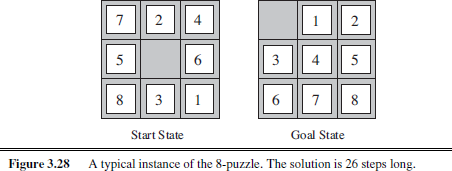 7 2 4 1 2
5 6 3 4 5
8 3 1 6 7 8
Start State Goal State
Figure 3.28 A typical instance of the 8-puzzle. The solution is 26 steps long.